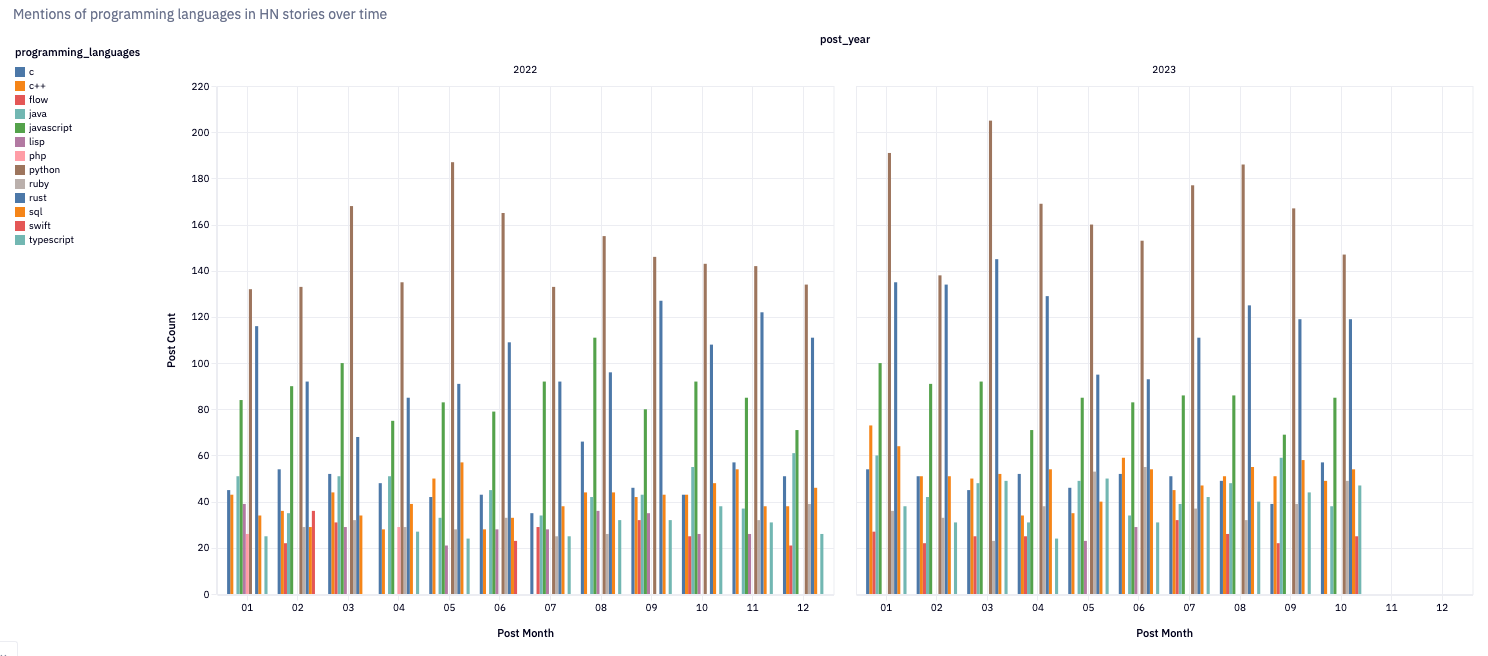 Mentions of programming languages in HN stories over time
post_year
programming_languages
c
c++
flow
java
javascript
lisp
php
python
ruby
rust
sql
swift
typescript
2022
2023
220
200
180
160
140
120
100
80
60
40
20
0
Post Count
01 02 03 04 05 06 07 08 09 10 11 12
01 02 03 04 05 06 07 08 09 10 11 12
Post Month
Post Month